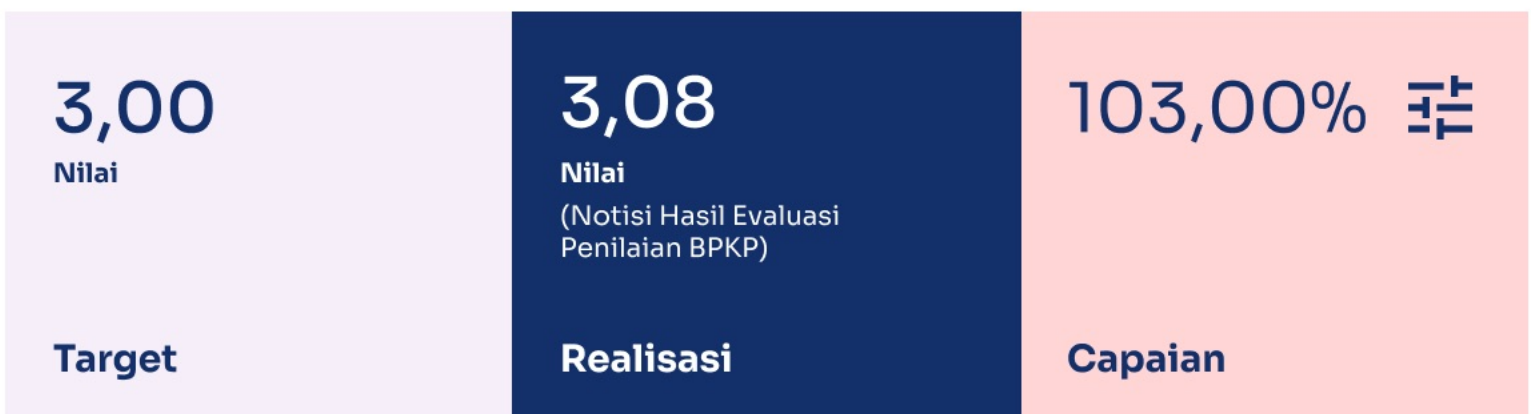 3,00
Nilai
Target
3,08
Nilai
(Notisi Hasil Evaluasi
Penilaian BPKP)
Realisasi
103,00%
Capaian